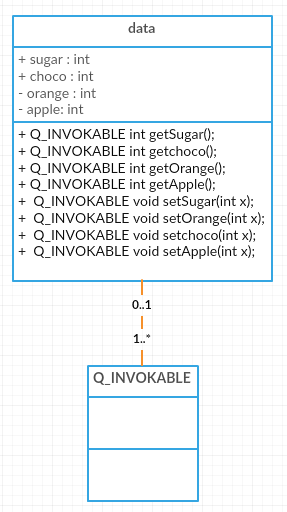 data
+ sugar : int
+ choco : int
- orange : int
- apple: int
+ Q_INVOKABLE int getSugar();
+ Q_INVOKABLE int getchoco();
+ Q_INVOKABLE int getOrange();
+ Q_INVOKABLE int getApple();
+  Q_INVOKABLE void setSugar(int x);
+  Q_INVOKABLE void setOrange(int x);
+  Q_INVOKABLE void setchoco(int x);
+  Q_INVOKABLE void setApple(int x);
0..1
1..*
Q_INVOKABLE